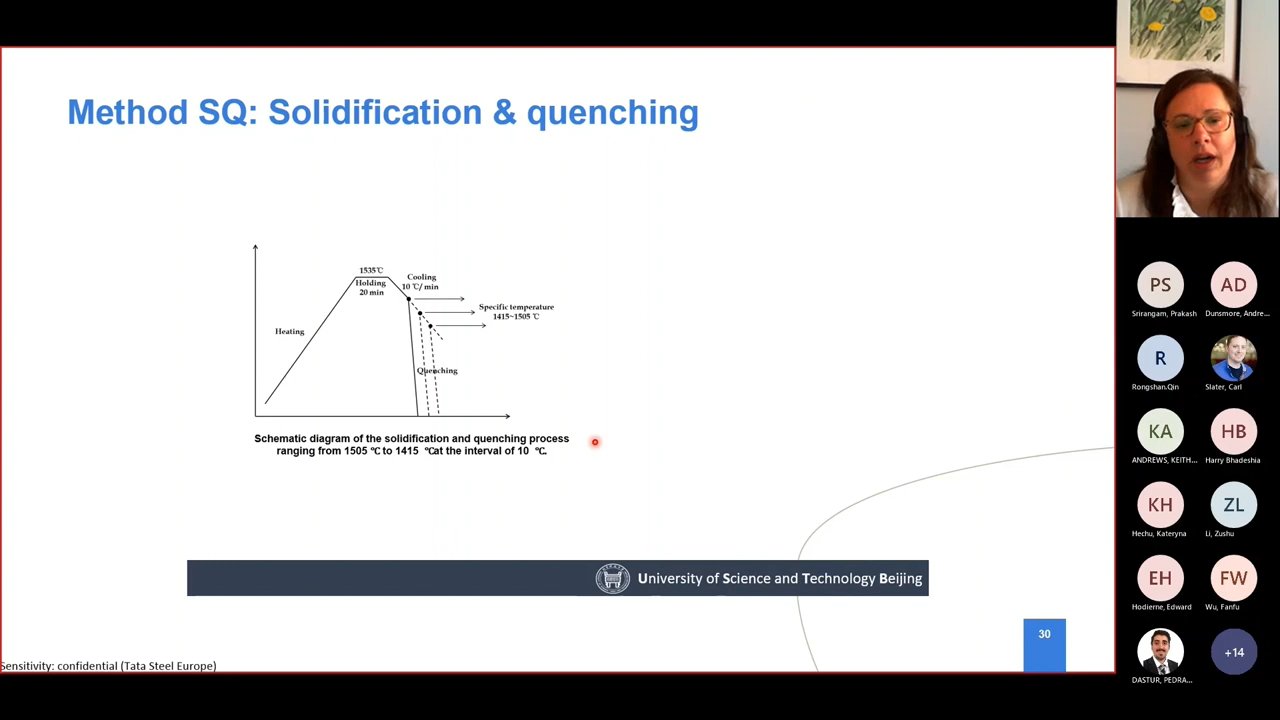 Method SQ: Solidification & quenching
1535℃
Holding
20 min
Cooling
10 ℃/ min
Specific temperature
1415~1505 ℃
Heating
Quenching
Schematic diagram of the solidification and quenching process
ranging from 1505 ℃ to 1415 ℃at the interval of 10 ℃.
University of Science and Technology Beijing
30
Sensitivity: confidential (Tata Steel Europe)
PS
AD
Srirangam, Prakash
Dunsmore, Andre...
R
Rongshan.Qin
Slater, Carl
KA
HB
ANDREWS, KEITH...
Harry Bhadeshia
KH
ZL
Hechu, Kateryna
Li, Zushu
EH
FW
Hodierne, Edward
Wu, Fanfu
+14
DASTUR, PEDRA...